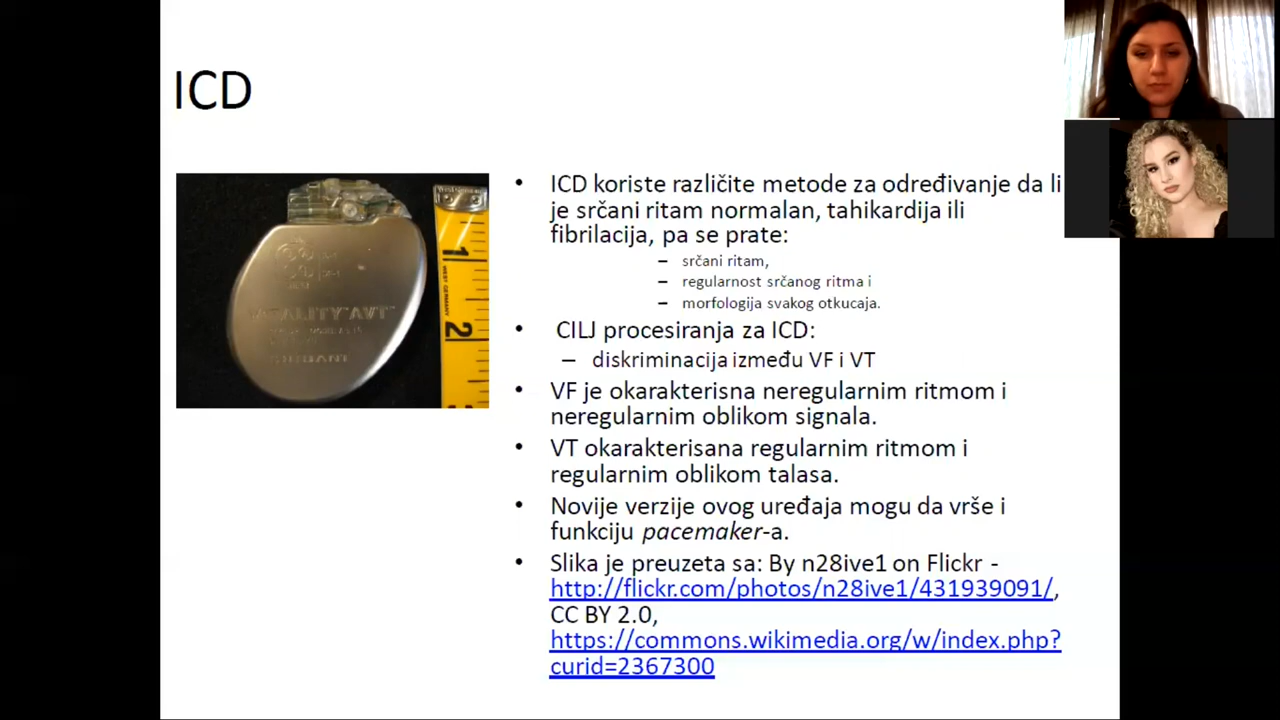 ICD
• ICD koriste različite metode za određivanje da li
je srčani ritam normalan, tahikardija ili
fibrilacija, pa se prate:
– srčani ritam,
– regularnost srčanog ritma i
– morfologija svakog otkucaja.
• CILJ procesiranja za ICD:
– diskriminacija između VF i VT
• VF je okarakterisna neregularnim ritmom i
neregularnim oblikom signala.
• VT okarakterisana regularnim ritmom i
regularnim oblikom talasa.
• Novije verzije ovog uređaja mogu da vrše i
funkciju pacemaker-a.
• Slika je preuzeta sa: By n28ive1 on Flickr -
http://flickr.com/photos/n28ive1/431939091/,
CC BY 2.0,
https://commons.wikimedia.org/w/index.php?
curid=2367300
AVT
1
2